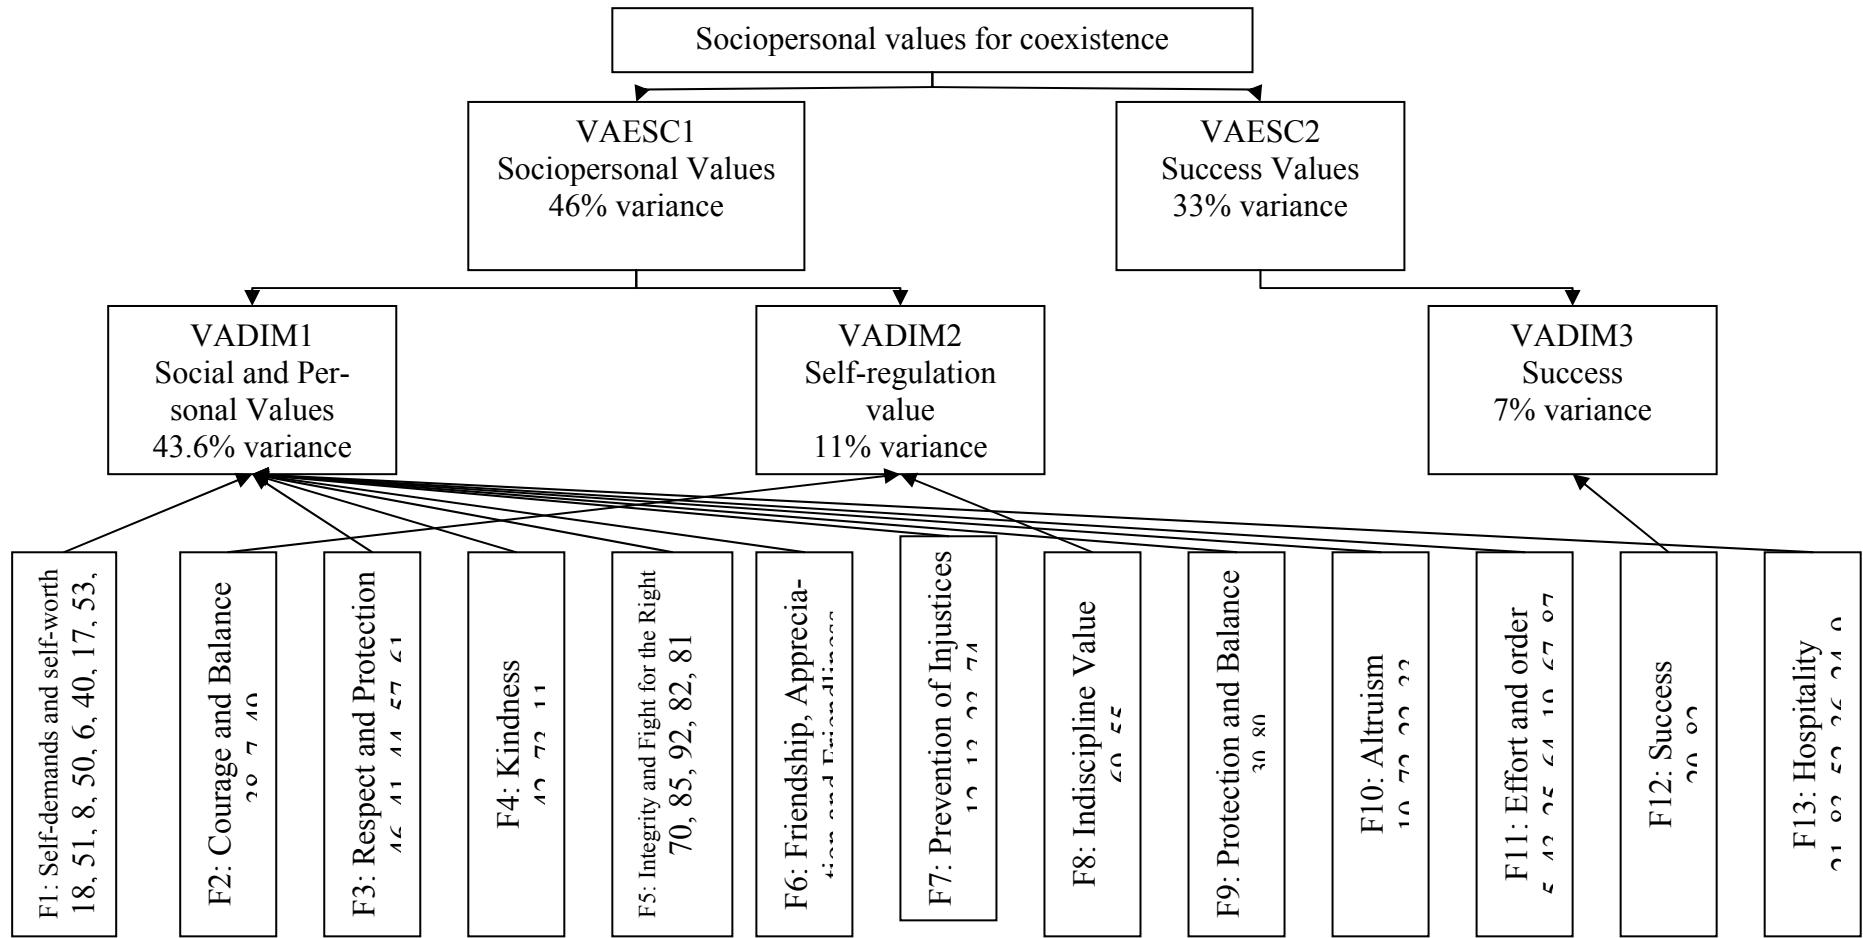 Sociopersonal values for coexistence
VAESC1
Sociopersonal Values
46% variance
VAESC2
Success Values
33% variance
VADIM1
Social and Per-
sonal Values
43.6% variance
VADIM2
Self-regulation
value
11% variance
VADIM3
Success
7% variance
F1: Self-demands and self-worth
18, 51, 8, 50, 6, 40, 17, 53,
F2: Courage and Balance
F3: Respect and Protection
F4: Kindness
F5: Integrity and Fight for the Right
70, 85, 92, 82, 81
F6: Friendship, Apprecia-
tion and Friendliness
F7: Prevention of Injustices
F8: Indiscipline Value
F9: Protection and Balance
F10: Altruism
F11: Effort and order
F12: Success
F13: Hospitality